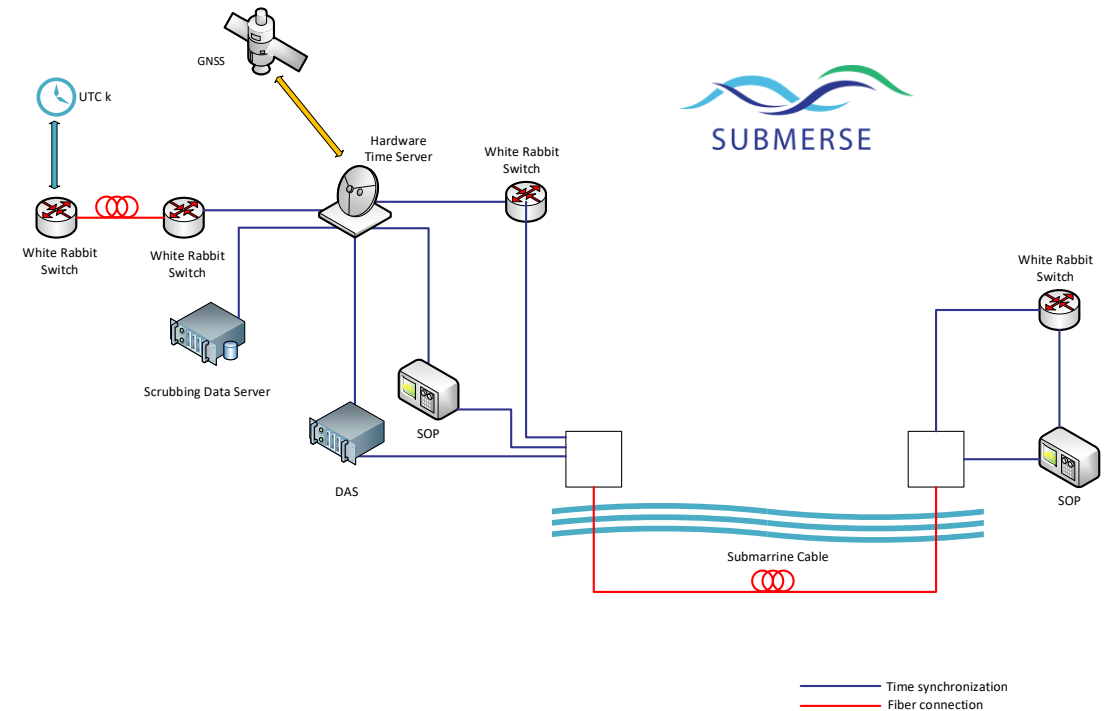 GNSS
UTC k
Hardware
Time Server
White Rabbit
Switch
SUBMERSE
White Rabbit
Switch
White Rabbit
Switch
White Rabbit
Switch
Scrubbing Data Server
SOP
DAS
SOP
Submarrine Cable
Time synchronization
Fiber connection